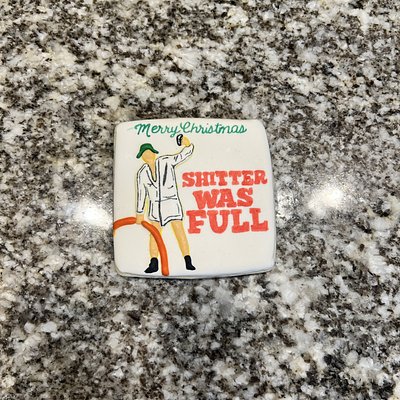 Merry Christmas
SHITTER
WAS
FULL